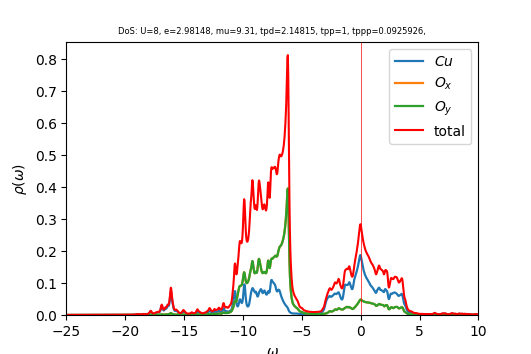 DoS: U=8, e=2.98148, mu=9.31, tpd=2.14815, tpp=1, tppp=0.0925926,
ρ(ω)
0.8
0.7
0.6
0.5
0.4
0.3
0.2
0.1
0.0
Cu
O_x
O_y
total
−25 −20 −15 −10 −5 0 5 10
ω